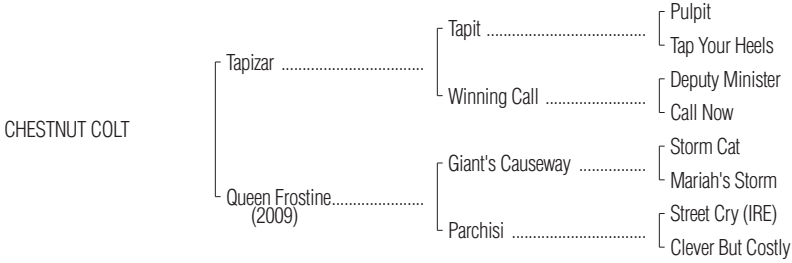 Pulpit
Tapit ....................................
Tap Your Heels
Tapizar ................................
Deputy Minister
Winning Call .......................
Call Now
CHESTNUT COLT
Storm Cat
Giant's Causeway ...............
Mariah's Storm
Queen Frostine.....................
(2009)
Street Cry (IRE)
Parchisi ..............................
Clever But Costly